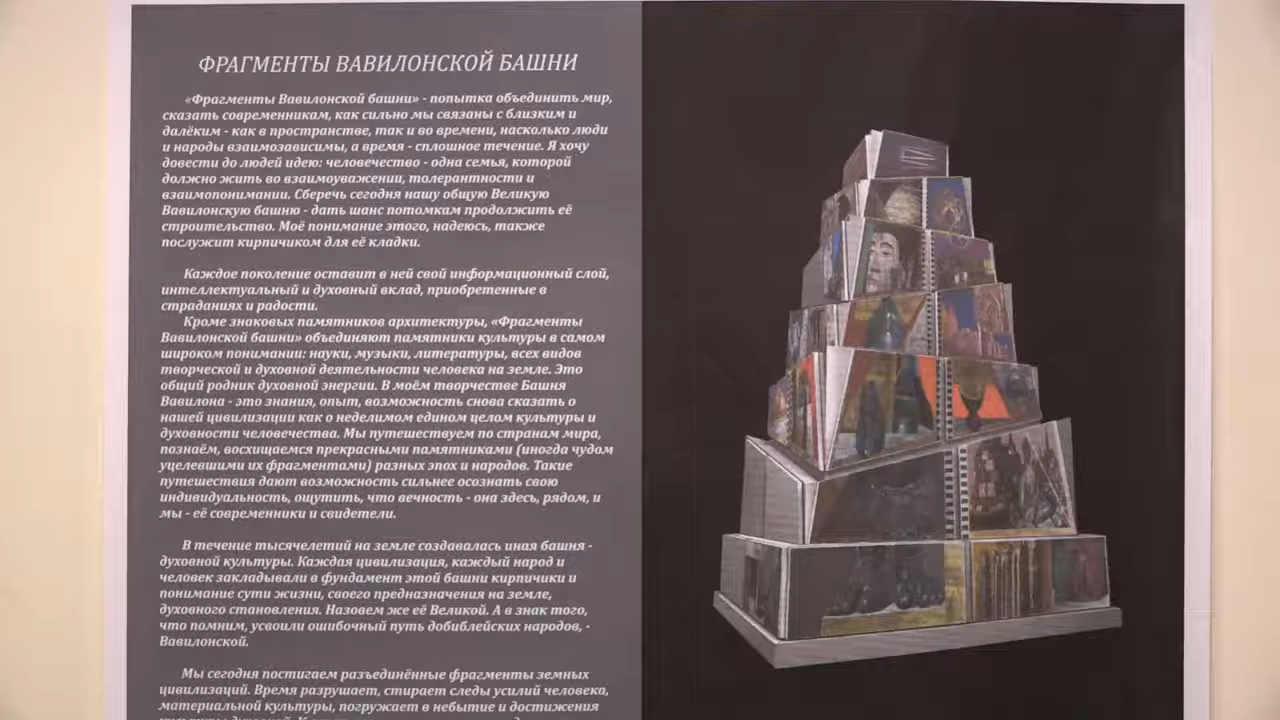 ФРАГМЕНТЫ ВАВИЛОНСКОЙ БАШНИ
«Фрагменты Вавилонской башни» - попытка объединить мир,
сказать современникам, как сильно мы связаны с близким и
далёким - как в пространстве, так и во времени, насколько люди
и народы взаимозависимы, а время - сплошное течение. Я хочу
довести до людей идею: человечество - одна семья, которой
должно жить во взаимоуважении, толерантности и
взаимопонимании. Сберечь сегодня нашу общую Великую
Вавилонскую башню - дать шанс потомкам продолжить её
строительство. Моё понимание этого, надеюсь, также
послужит кирпичиком для её кладки.
Каждое поколение оставит в ней свой информационный слой,
интеллектуальный и духовный вклад, приобретенные в
страданиях и радости.
Кроме знаковых памятников архитектуры, «Фрагменты
Вавилонской башни» объединяют памятники культуры в самом
широком понимании: науки, музыки, литературы, всех видов
творческой и духовной деятельности человека на земле. Это
общий родник духовной энергии. В моём творчестве Башня
Вавилона - это знания, опыт, возможность снова сказать о
нашей цивилизации как о неделимом едином целом культуры и
духовности человечества. Мы путешествуем по странам мира,
познаём, восхищаемся прекрасными памятниками (иногда чудом
уцелевшими их фрагментами) разных эпох и народов. Такие
путешествия дают возможность сильнее осознать свою
индивидуальность, ощутить, что вечность - она здесь, рядом, и
мы - её современники и свидетели.
В течение тысячелетий на земле создавалась иная башня -
духовной культуры. Каждая цивилизация, каждый народ и
человек закладывали в фундамент этой башни кирпичики и
понимание сути жизни, своего предназначения на земле,
духовного становления. Назовем же её Великой. А в знак того,
что помним, усвоили ошибочный путь добиблейских народов, -
Вавилонской.
Мы сегодня постигаем разъединённые фрагменты земных
цивилизаций. Время разрушает, стирает следы усилий человека,
материальной культуры, погружает в небытие и достижения